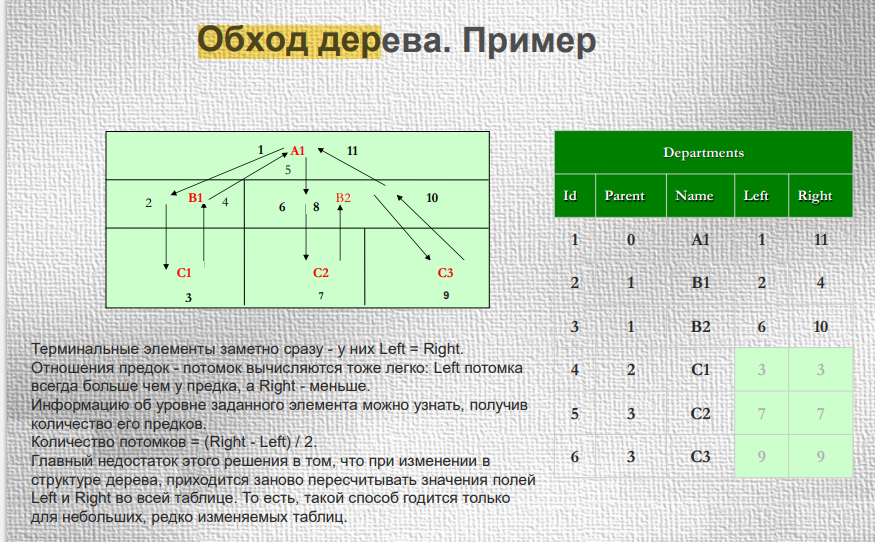 Обход дерева. Пример
1 A1 11
5
2 B1 4 6 8 B2 10
C1 C2 C3
3 7 9
Departments
Id Parent Name Left Right
1 0 A1 1 11
2 1 B1 2 4
3 1 B2 6 10
4 2 C1 3 3
5 3 C2 7 7
6 3 C3 9 9
Терминальные элементы заметно сразу - у них Left = Right.
Отношения предок - потомок вычисляются тоже легко: Left потомка
всегда больше чем у предка, а Right - меньше.
Информацию об уровне заданного элемента можно узнать, получив
количество его предков.
Количество потомков = (Right - Left) / 2.
Главный недостаток этого решения в том, что при изменении в
структуре дерева, приходится заново пересчитывать значения полей
Left и Right во всей таблице. То есть, такой способ годится только
для небольших, редко изменяемых таблиц.